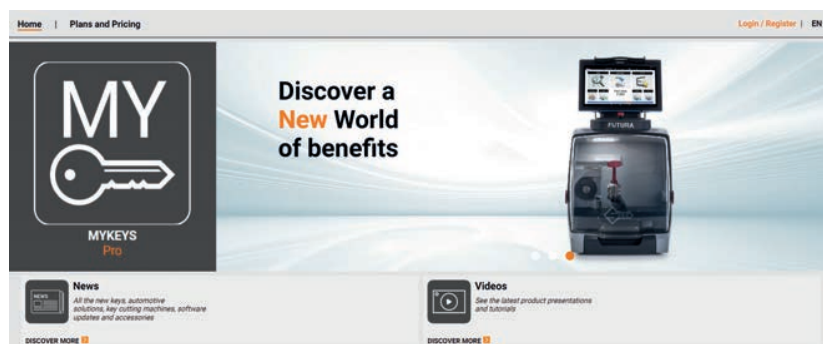 Home | Plans and Pricing
Login / Register | EN
MY
MYKEYS
Pro
Discover a
New World
of benefits
FUTURA
News
All the new keys, automotive
solutions, key cutting machines, software
updates and accessories
DISCOVER MORE
Videos
See the latest product presentations
and tutorials
DISCOVER MORE
NEWS